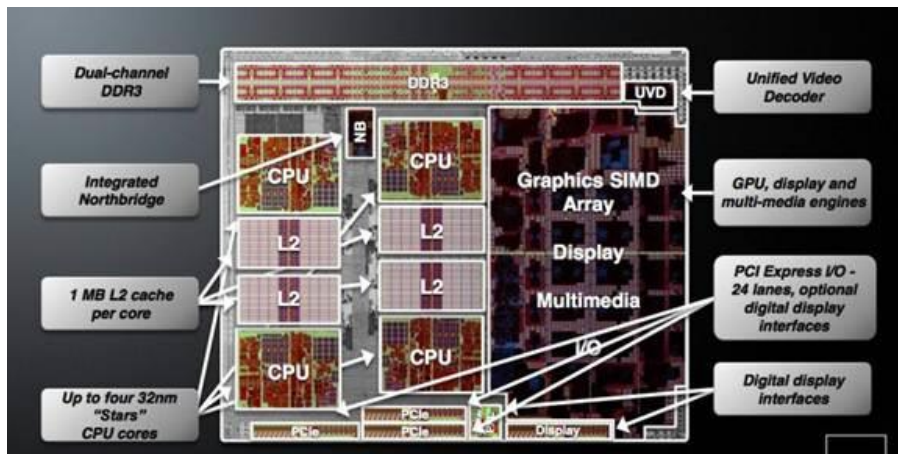 Dual-channel
DDR3
Integrated
Northbridge
1 MB L2 cache
per core
Up to four 32nm
“Stars”
CPU cores
DDR3
UVD
NB
CPU
CPU
L2
L2
L2
L2
CPU
CPU
Graphics SIMD
Array
Display
Multimedia
I/O
PCIe
PCIe
PCIe
Display
Unified Video
Decoder
GPU, display and
multi-media engines
PCI Express I/O -
24 lanes, optional
digital display
interfaces
Digital display
interfaces